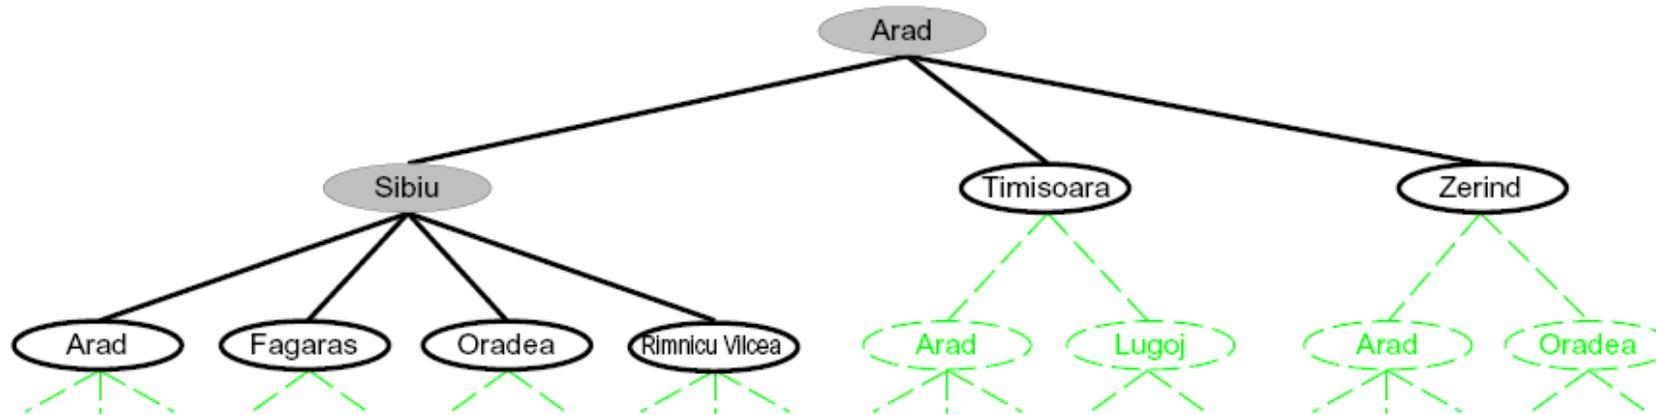 Arad
Sibiu
Timisoara
Zerind
Arad
Fagaras
Oradea
Rimnicu Vilcea
Arad
Lugoj
Arad
Oradea